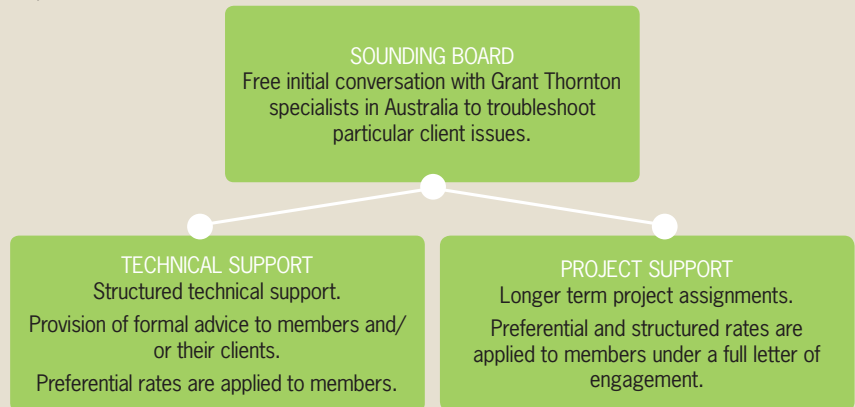 SOUNDING BOARD
Free initial conversation with Grant Thornton
specialists in Australia to troubleshoot
particular client issues.
TECHNICAL SUPPORT
Structured technical support.
Provision of formal advice to members and/
or their clients.
Preferential rates are applied to members.
PROJECT SUPPORT
Longer term project assignments.
Preferential and structured rates are
applied to members under a full letter of
engagement.